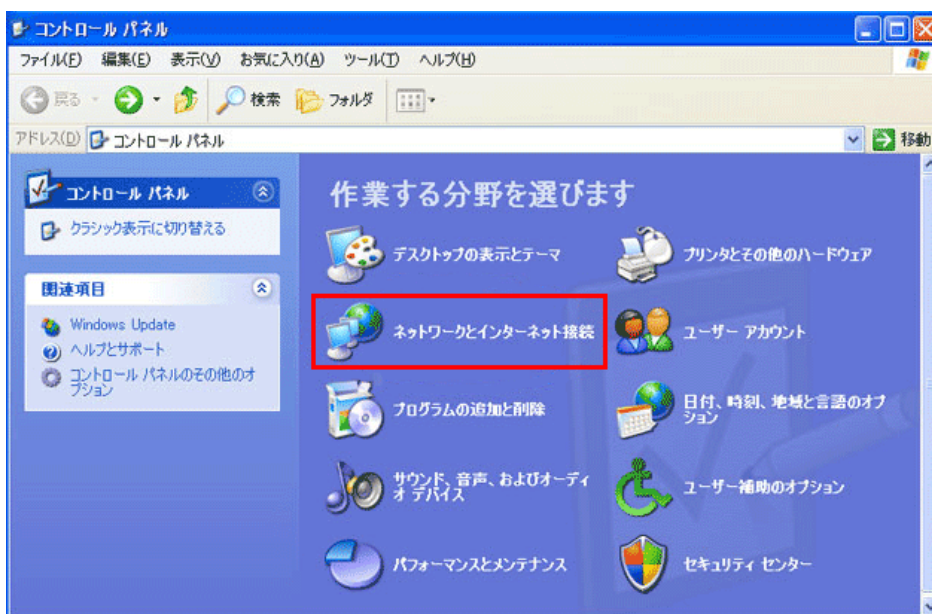 コントロール パネル
ファイル(F) 編集(E) 表示(V) お気に入り(A) ツール(T) ヘルプ(H)
戻る 検索 フォルダ
アドレス(D) コントロール パネル 移動
コントロール パネル
クラシック表示に切り替える
関連項目
Windows Update
ヘルプとサポート
コントロール パネルのその他のオ
プション
作業する分野を選びます
デスクトップの表示とテーマ
プリンタとその他のハードウェア
ネットワークとインターネット接続
ユーザー アカウント
プログラムの追加と削除
日付、時刻、地域と言語のオプ
ション
サウンド、音声、およびオーディ
オ デバイス
ユーザー補助のオプション
パフォーマンスとメンテナンス
セキュリティ センター